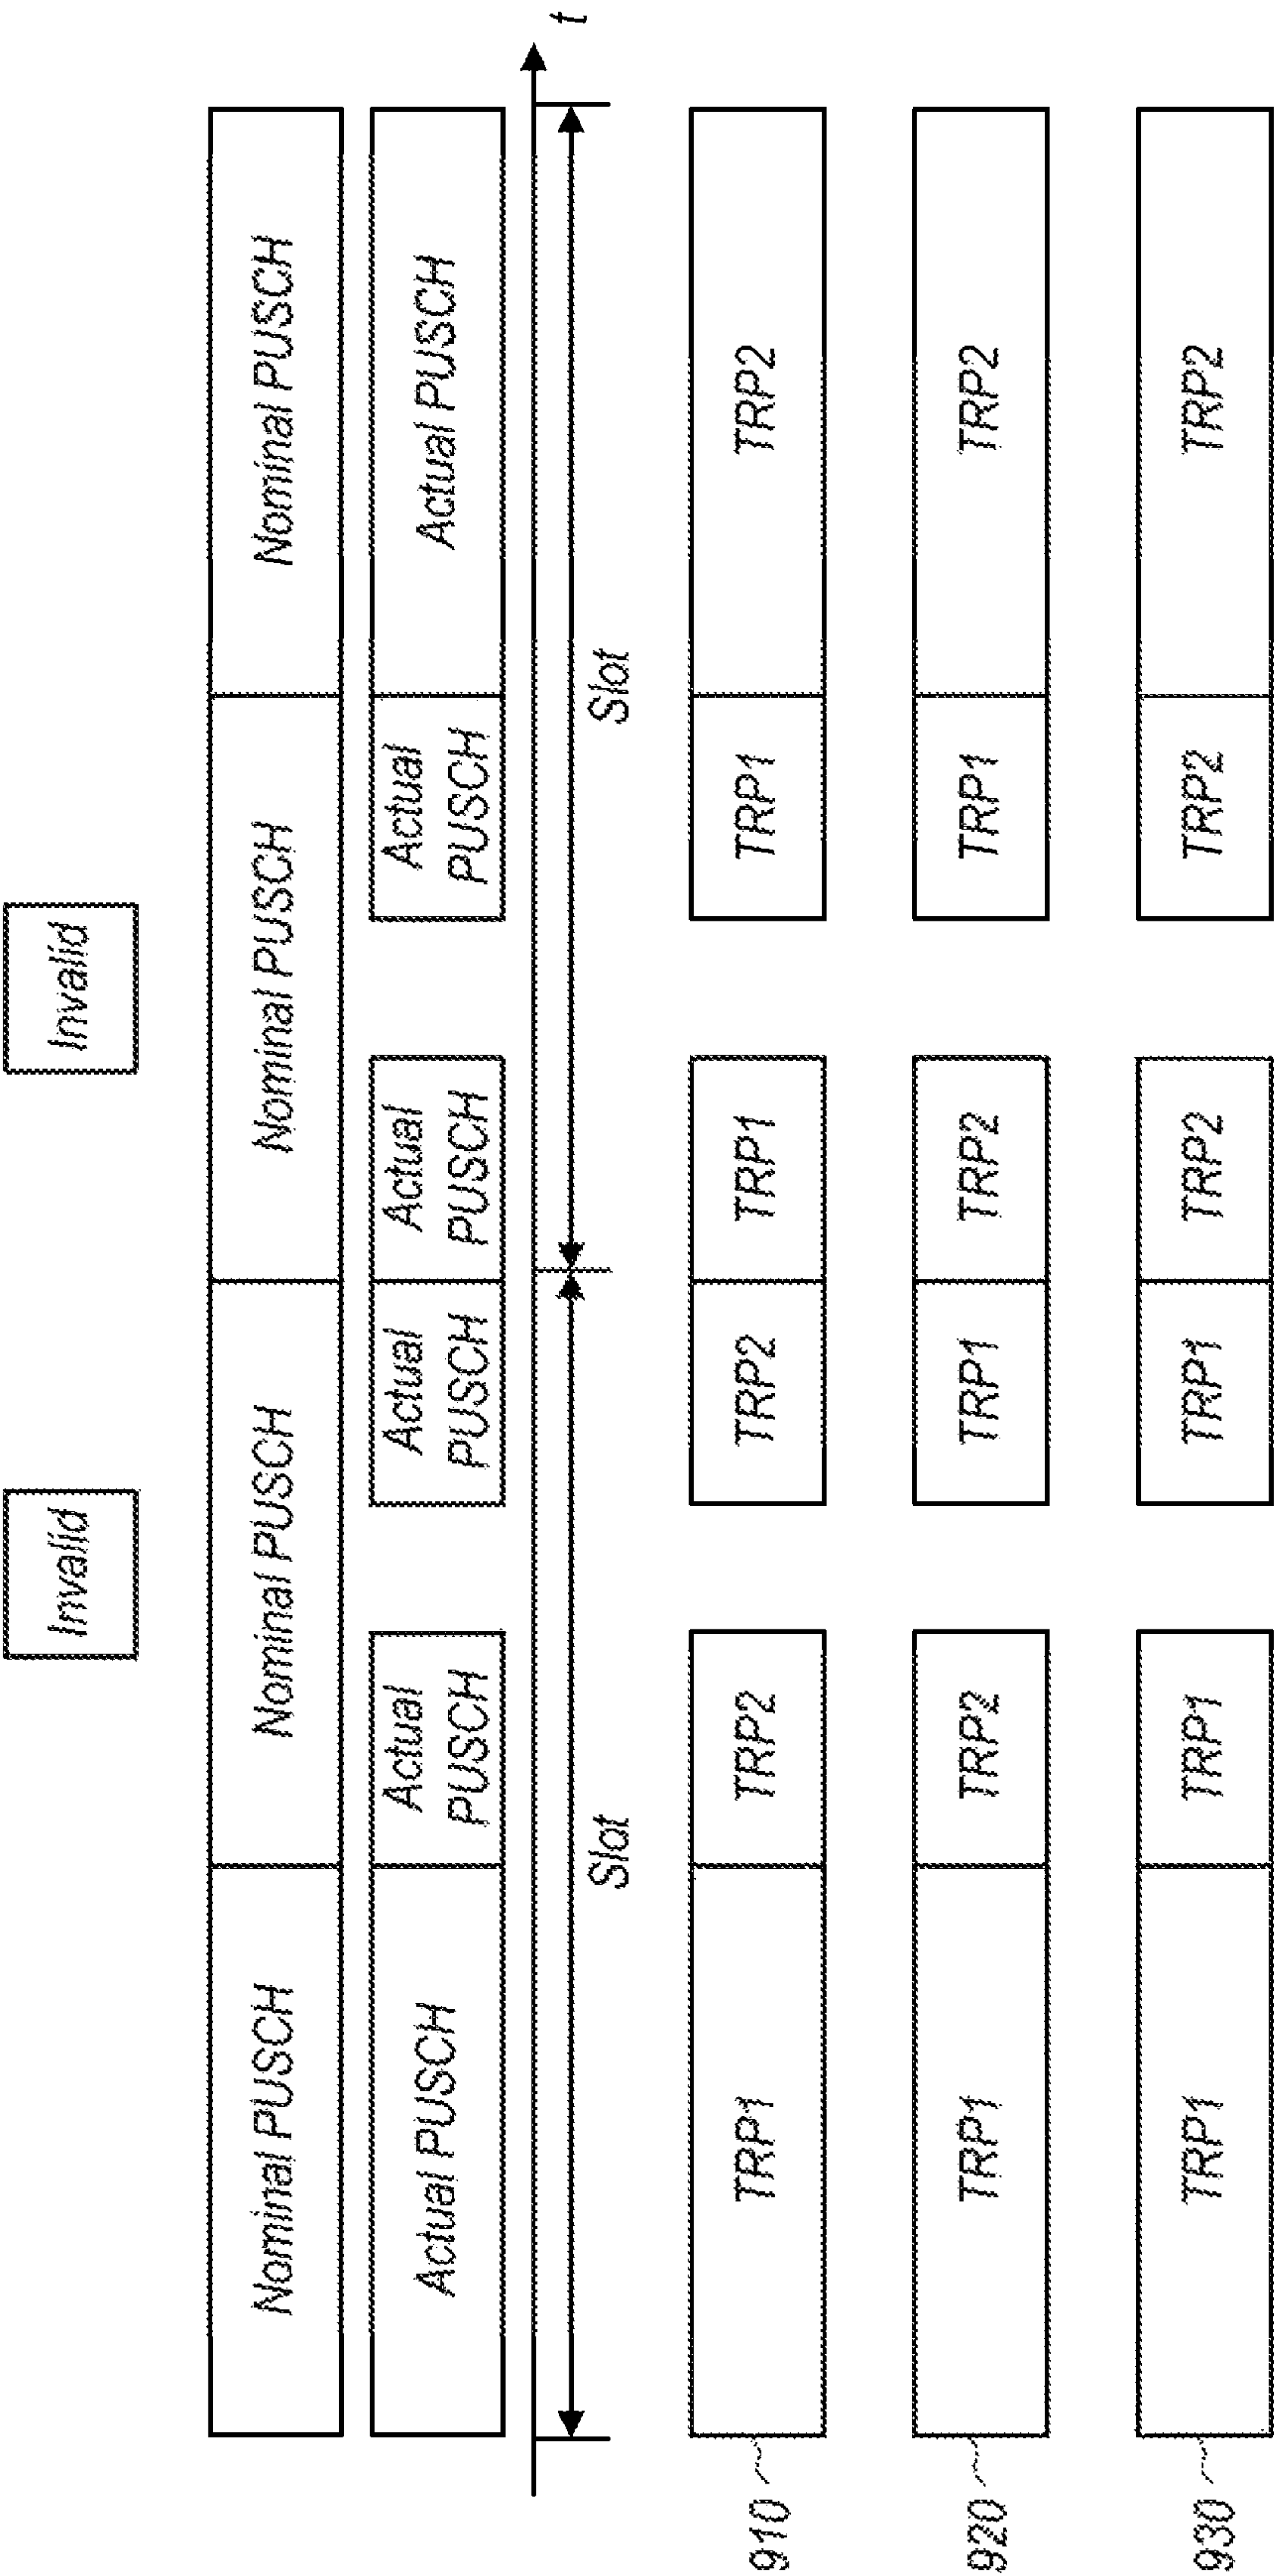 Invalid
Invalid
Nominal PUSCH
Nominal PUSCH
Nominal PUSCH
Nominal PUSCH
Actual PUSCH
Actual
PUSCH
Actual
PUSCH
Actual
PUSCH
Actual
PUSCH
Actual PUSCH
t
Slot
Slot
910
TRP1
TRP2
TRP2
TRP1
TRP1
TRP2
920
TRP1
TRP2
TRP1
TRP2
TRP1
TRP2
930
TRP1
TRP1
TRP1
TRP2
TRP2
TRP2